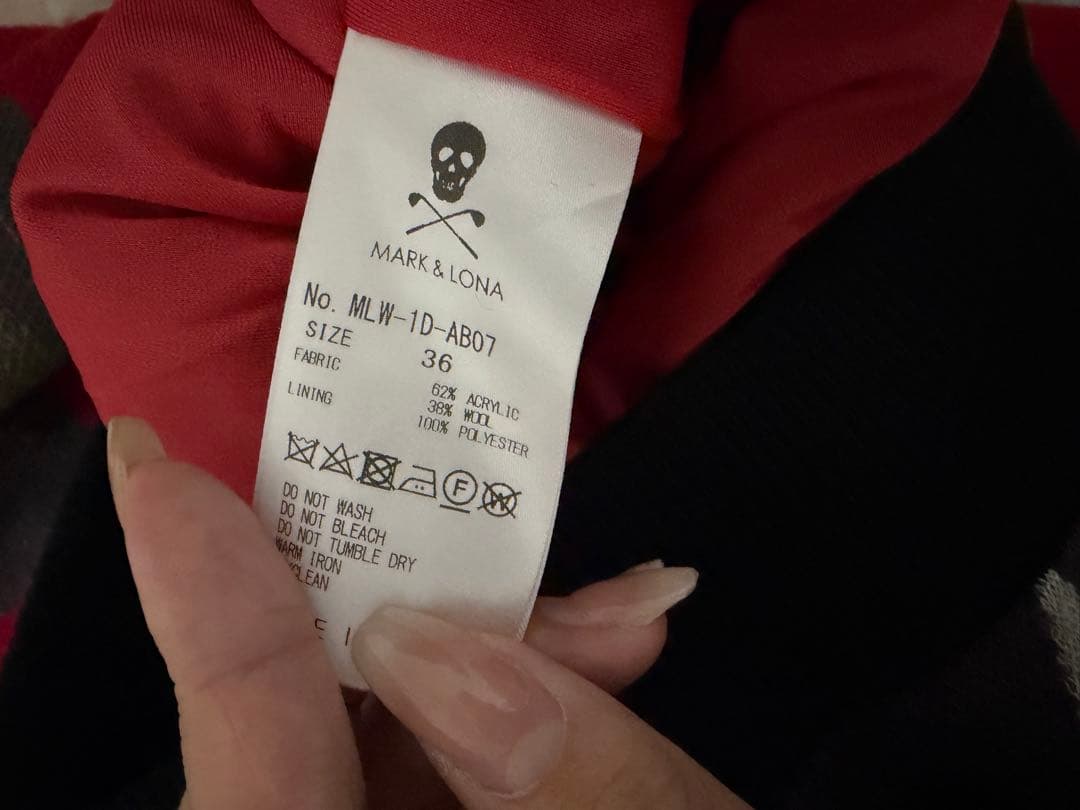 MARK & LONA
No. MLW-1D-AB07
SIZE 36
FABRIC 62% ACRYLIC
38% WOOL
LINING 100% POLYESTER
F W
DO NOT WASH
DO NOT BLEACH
DO NOT TUMBLE DRY
WARM IRON